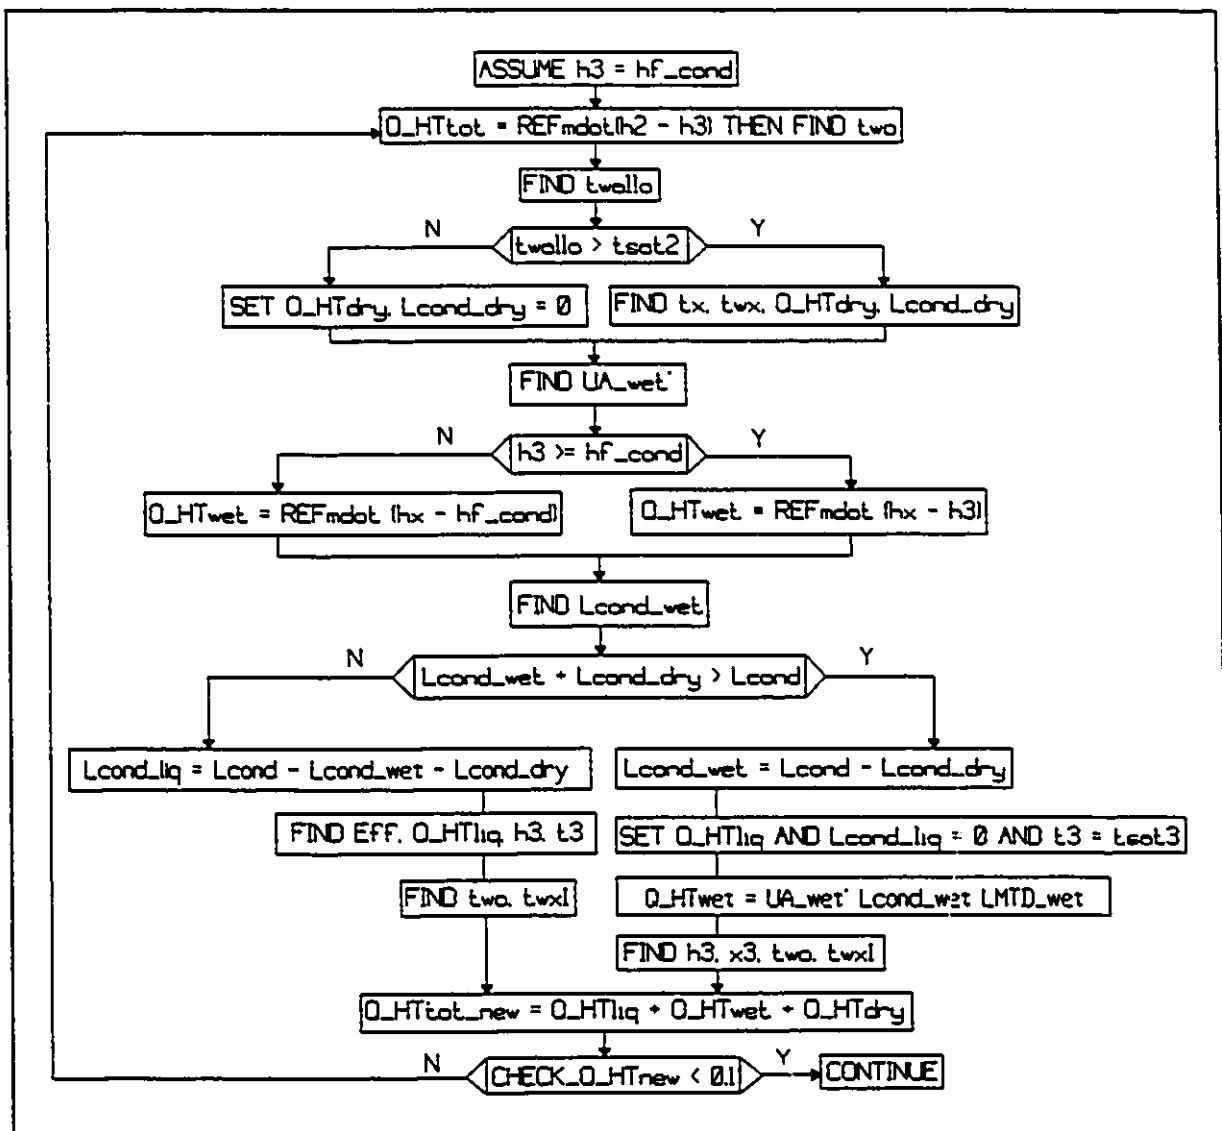 ASSUME h3 = hf_cond
Q_HTtot = REFmdot(h2 - h3) THEN FIND two
FIND twallo
N
twallo > tsat2
Y
SET Q_HTdry, Lcond_dry = 0
FIND tx, twx, Q_HTdry, Lcond_dry
FIND UA_wet'
N
h3 >= hf_cond
Y
Q_HTwet = REFmdot (hx - hf_cond)
Q_HTwet = REFmdot (hx - h3)
FIND Lcond_wet
N
Lcond_wet + Lcond_dry > Lcond
Y
Lcond_liq = Lcond - Lcond_wet - Lcond_dry
Lcond_wet = Lcond - Lcond_dry
FIND Eff, Q_HTliq, h3, t3
SET Q_HTliq AND Lcond_liq = 0 AND t3 = tsat3
FIND two, twxl
Q_HTwet = UA_wet' Lcond_wet LMTD_wet
FIND h3, x3, two, twxl
Q_HTtot_new = Q_HTliq + Q_HTwet + Q_HTdry
N
CHECK_Q_HTnew < 0.1
Y
CONTINUE